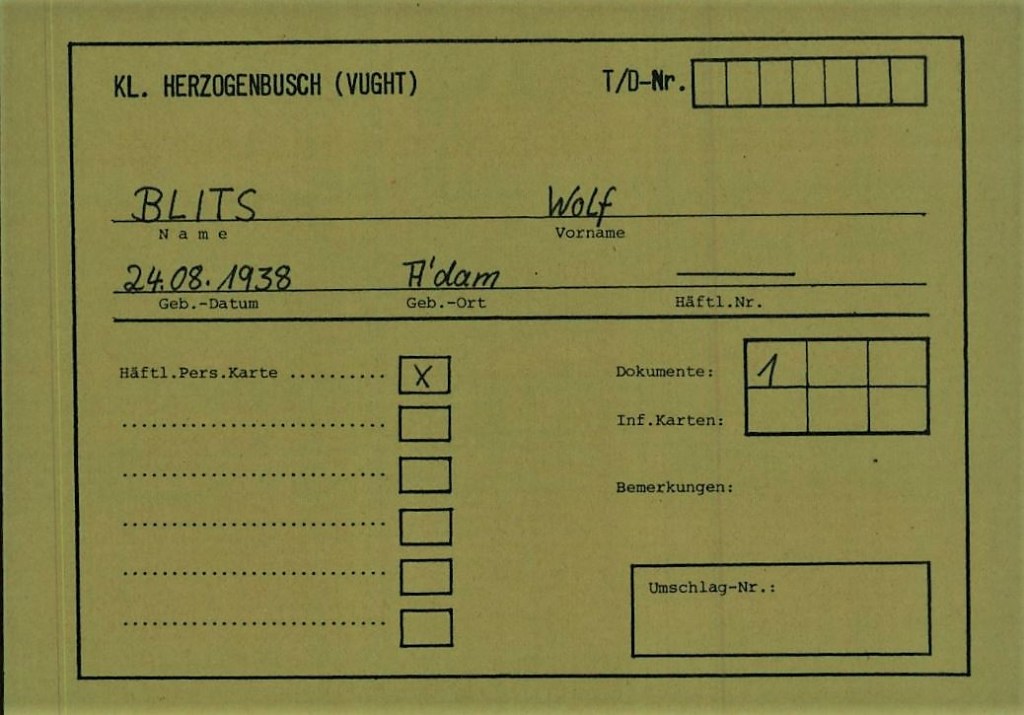 KL. HERZOGENBUSCH (VUGHT) T/D-Nr.
BLITS Wolf
Name Vorname
24.08.1938 A'dam
Geb.-Datum Geb.-Ort Häftl.Nr.
Häftl.Pers.Karte .......... X Dokumente: 1
Inf.Karten:
Bemerkungen:
Umschlag-Nr.: